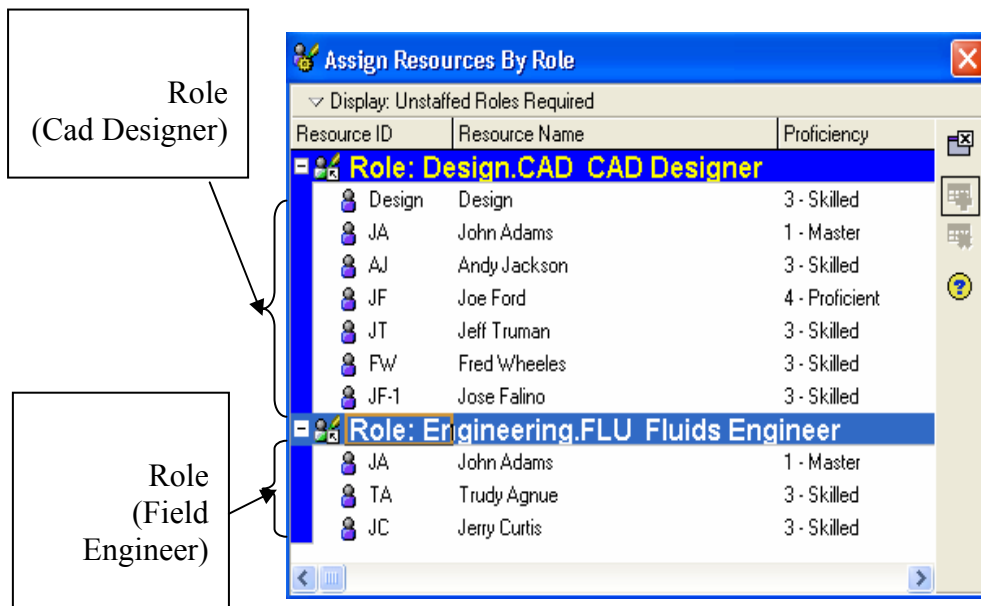 Role
(Cad Designer)
Role
(Field
Engineer)
Assign Resources By Role
Display: Unstaffed Roles Required
Resource ID Resource Name Proficiency
Role: Design.CAD CAD Designer
Design Design 3 - Skilled
JA John Adams 1 - Master
AJ Andy Jackson 3 - Skilled
JF Joe Ford 4 - Proficient
JT Jeff Truman 3 - Skilled
FW Fred Wheeles 3 - Skilled
JF-1 Jose Falino 3 - Skilled
Role: Engineering.FLU Fluids Engineer
JA John Adams 1 - Master
TA Trudy Agnue 3 - Skilled
JC Jerry Curtis 3 - Skilled